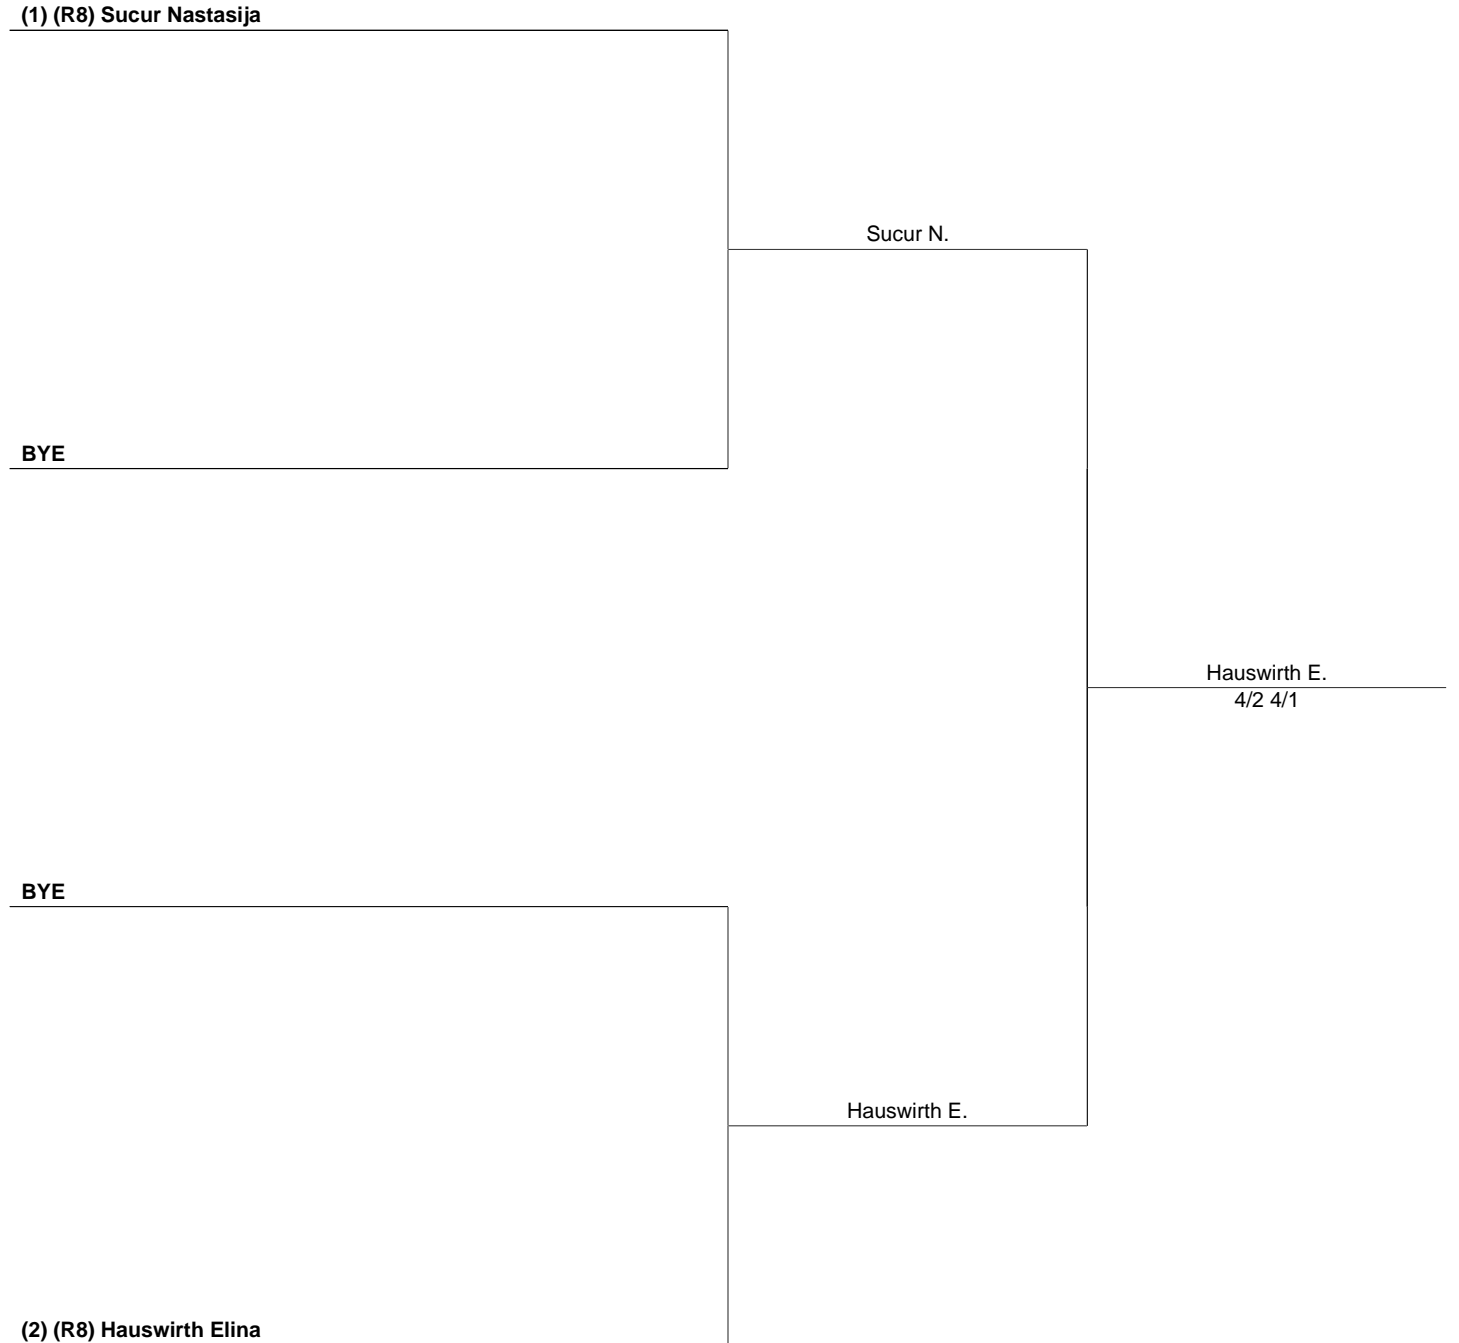 (1) (R8) Sucur Nastasija
Sucur N.
BYE
Hauswirth E.
4/2 4/1
BYE
Hauswirth E.
(2) (R8) Hauswirth Elina